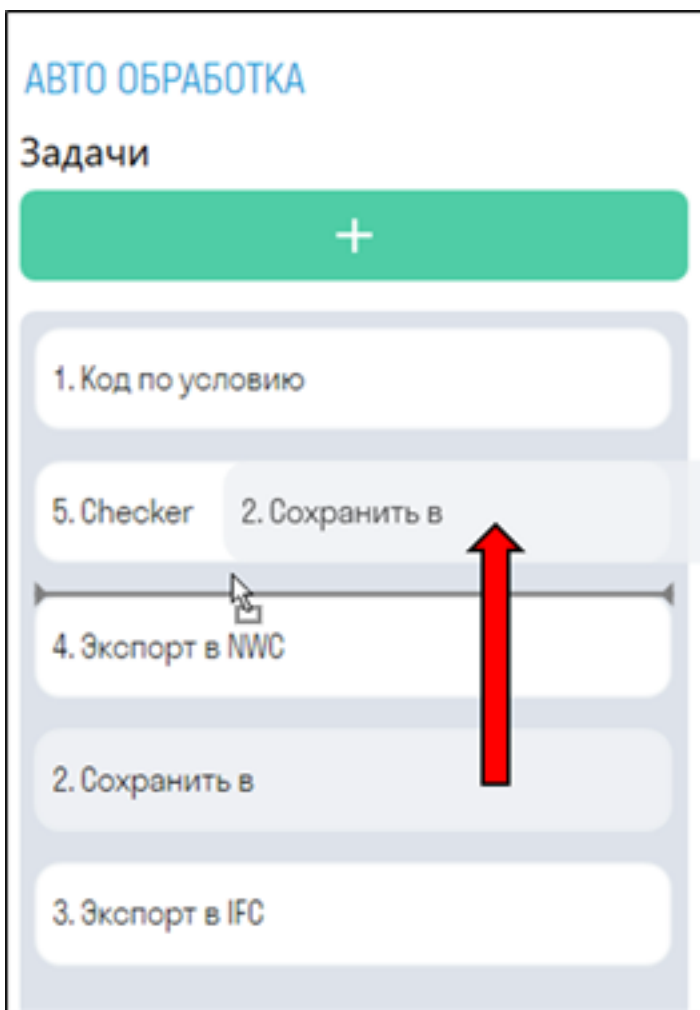 АВТО ОБРАБОТКА
Задачи
+
1. Код по условию
5. Checker 2. Сохранить в
4. Экспорт в NWC
2. Сохранить в
3. Экспорт в IFC